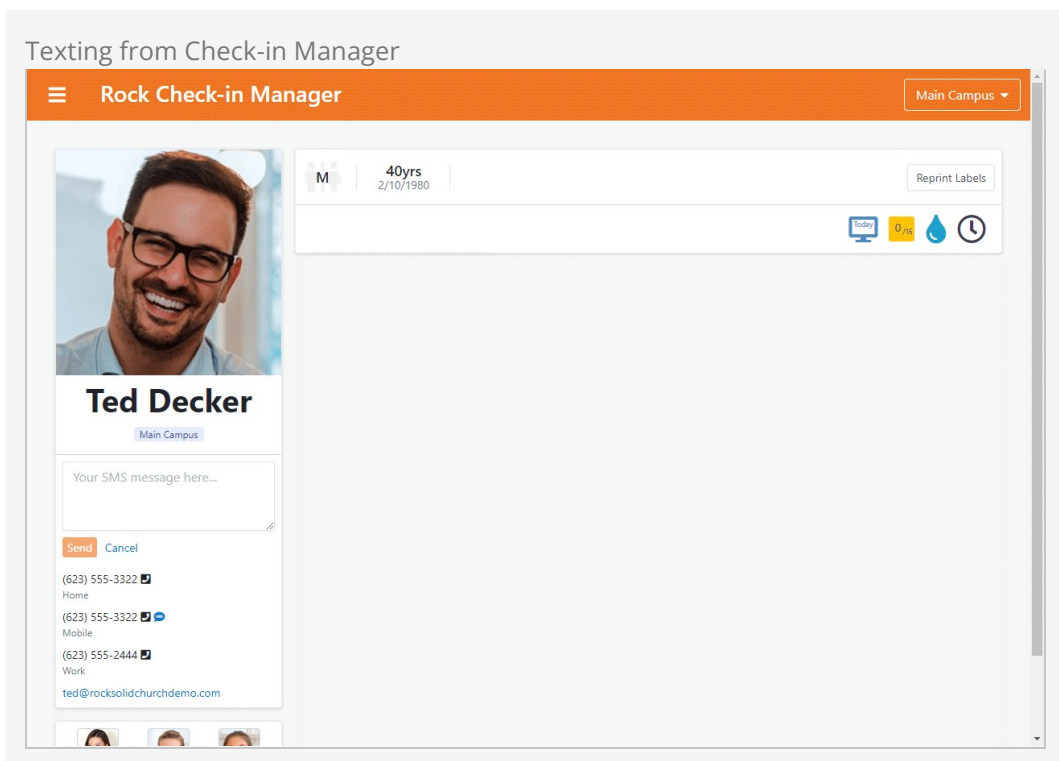 Texting from Check-in Manager
Rock Check-in Manager
Main Campus
M
40yrs
2/10/1980
Reprint Labels
Today
0 /16
Ted Decker
Main Campus
Your SMS message here...
Send Cancel
(623) 555-3322
Home
(623) 555-3322
Mobile
(623) 555-2444
Work
ted@rocksolidchurchdemo.com